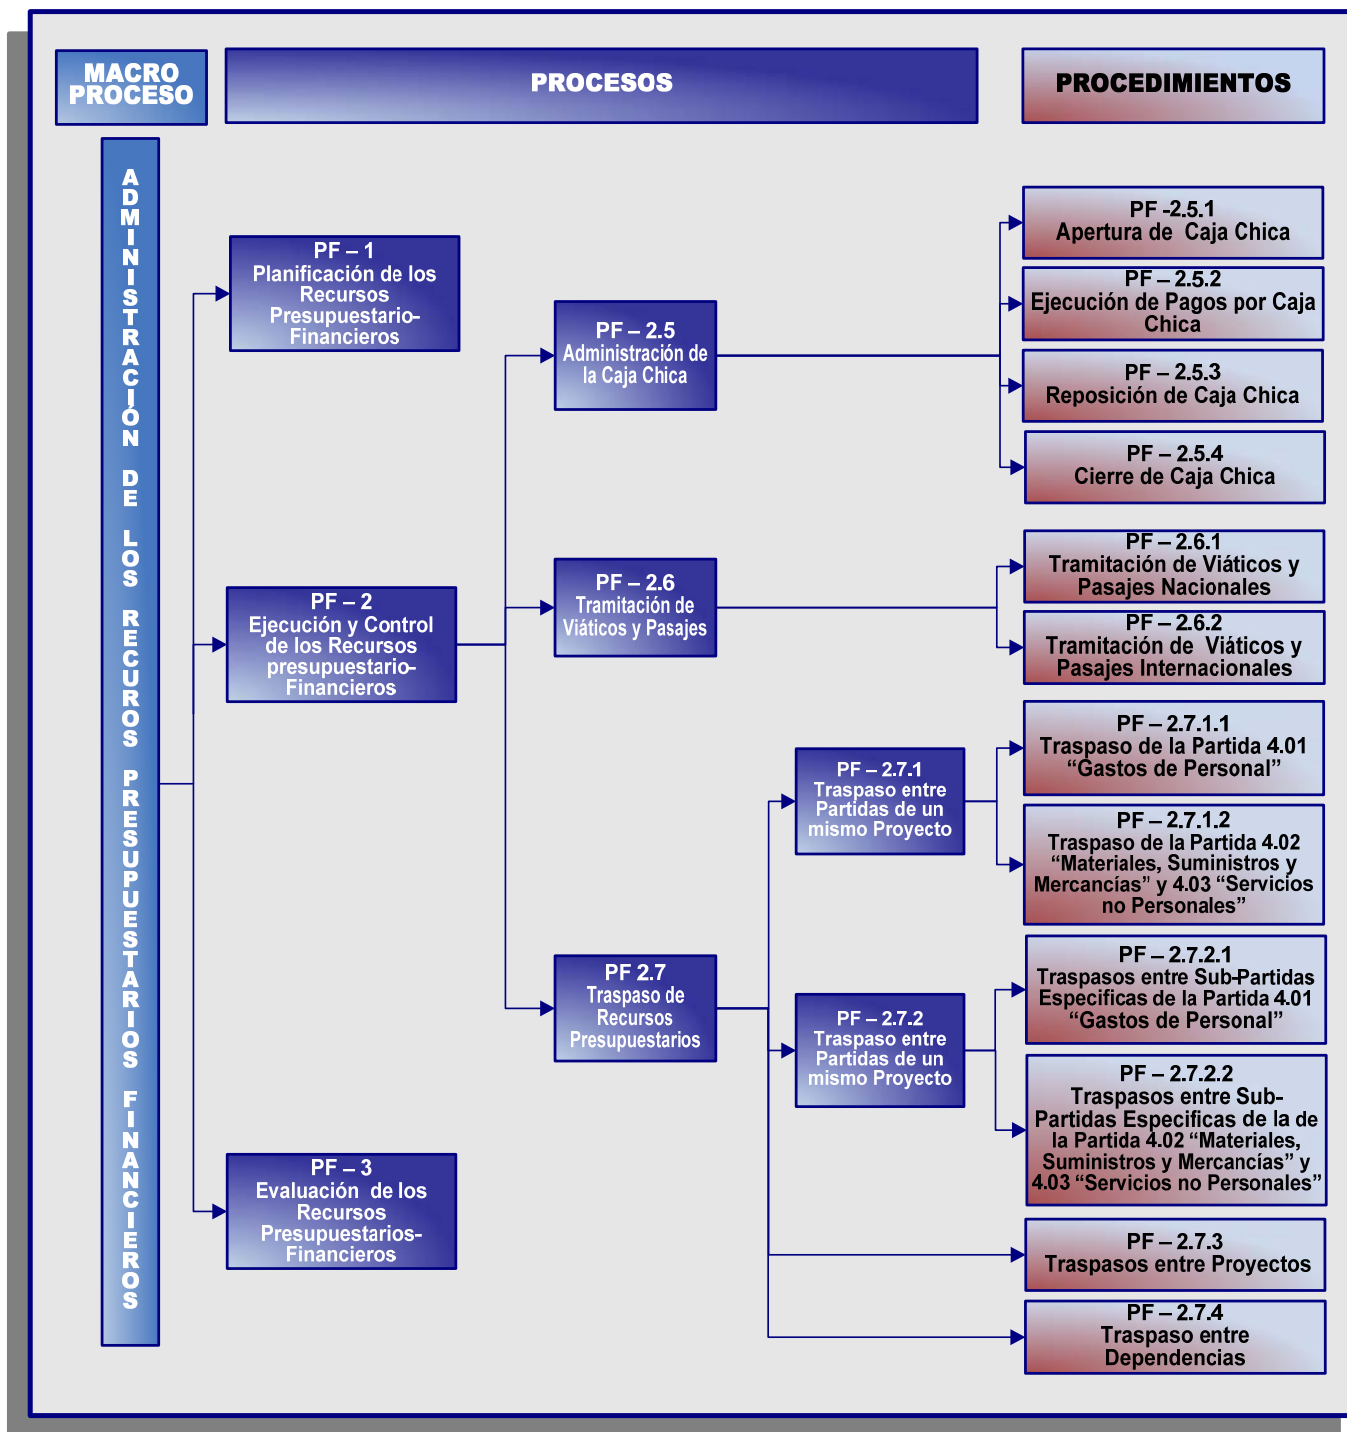 MACRO
PROCESO
PROCESOS
PROCEDIMIENTOS
ADMINISTRACIÓN DE LOS RECUROS PRESUPUESTARIOS FINANCIEROS
PF – 1
Planificación de los
Recursos
Presupuestario-
Financieros
PF – 2
Ejecución y Control
de los Recursos
presupuestario-
Financieros
PF – 3
Evaluación de los
Recursos
Presupuestarios-
Financieros
PF – 2.5
Administración de
la Caja Chica
PF – 2.6
Tramitación de
Viáticos y Pasajes
PF 2.7
Traspaso de
Recursos
Presupuestarios
PF – 2.7.1
Traspaso entre
Partidas de un
mismo Proyecto
PF – 2.7.2
Traspaso entre
Partidas de un
mismo Proyecto
PF -2.5.1
Apertura de Caja Chica
PF – 2.5.2
Ejecución de Pagos por Caja
Chica
PF – 2.5.3
Reposición de Caja Chica
PF – 2.5.4
Cierre de Caja Chica
PF – 2.6.1
Tramitación de Viáticos y
Pasajes Nacionales
PF – 2.6.2
Tramitación de Viáticos y
Pasajes Internacionales
PF – 2.7.1.1
Traspaso de la Partida 4.01
“Gastos de Personal”
PF – 2.7.1.2
Traspaso de la Partida 4.02
“Materiales, Suministros y
Mercancías” y 4.03 “Servicios
no Personales”
PF – 2.7.2.1
Traspasos entre Sub-Partidas
Especificas de la Partida 4.01
“Gastos de Personal”
PF – 2.7.2.2
Traspasos entre Sub-
Partidas Especificas de la de
la Partida 4.02 “Materiales,
Suministros y Mercancías” y
4.03 “Servicios no Personales”
PF – 2.7.3
Traspasos entre Proyectos
PF – 2.7.4
Traspaso entre
Dependencias